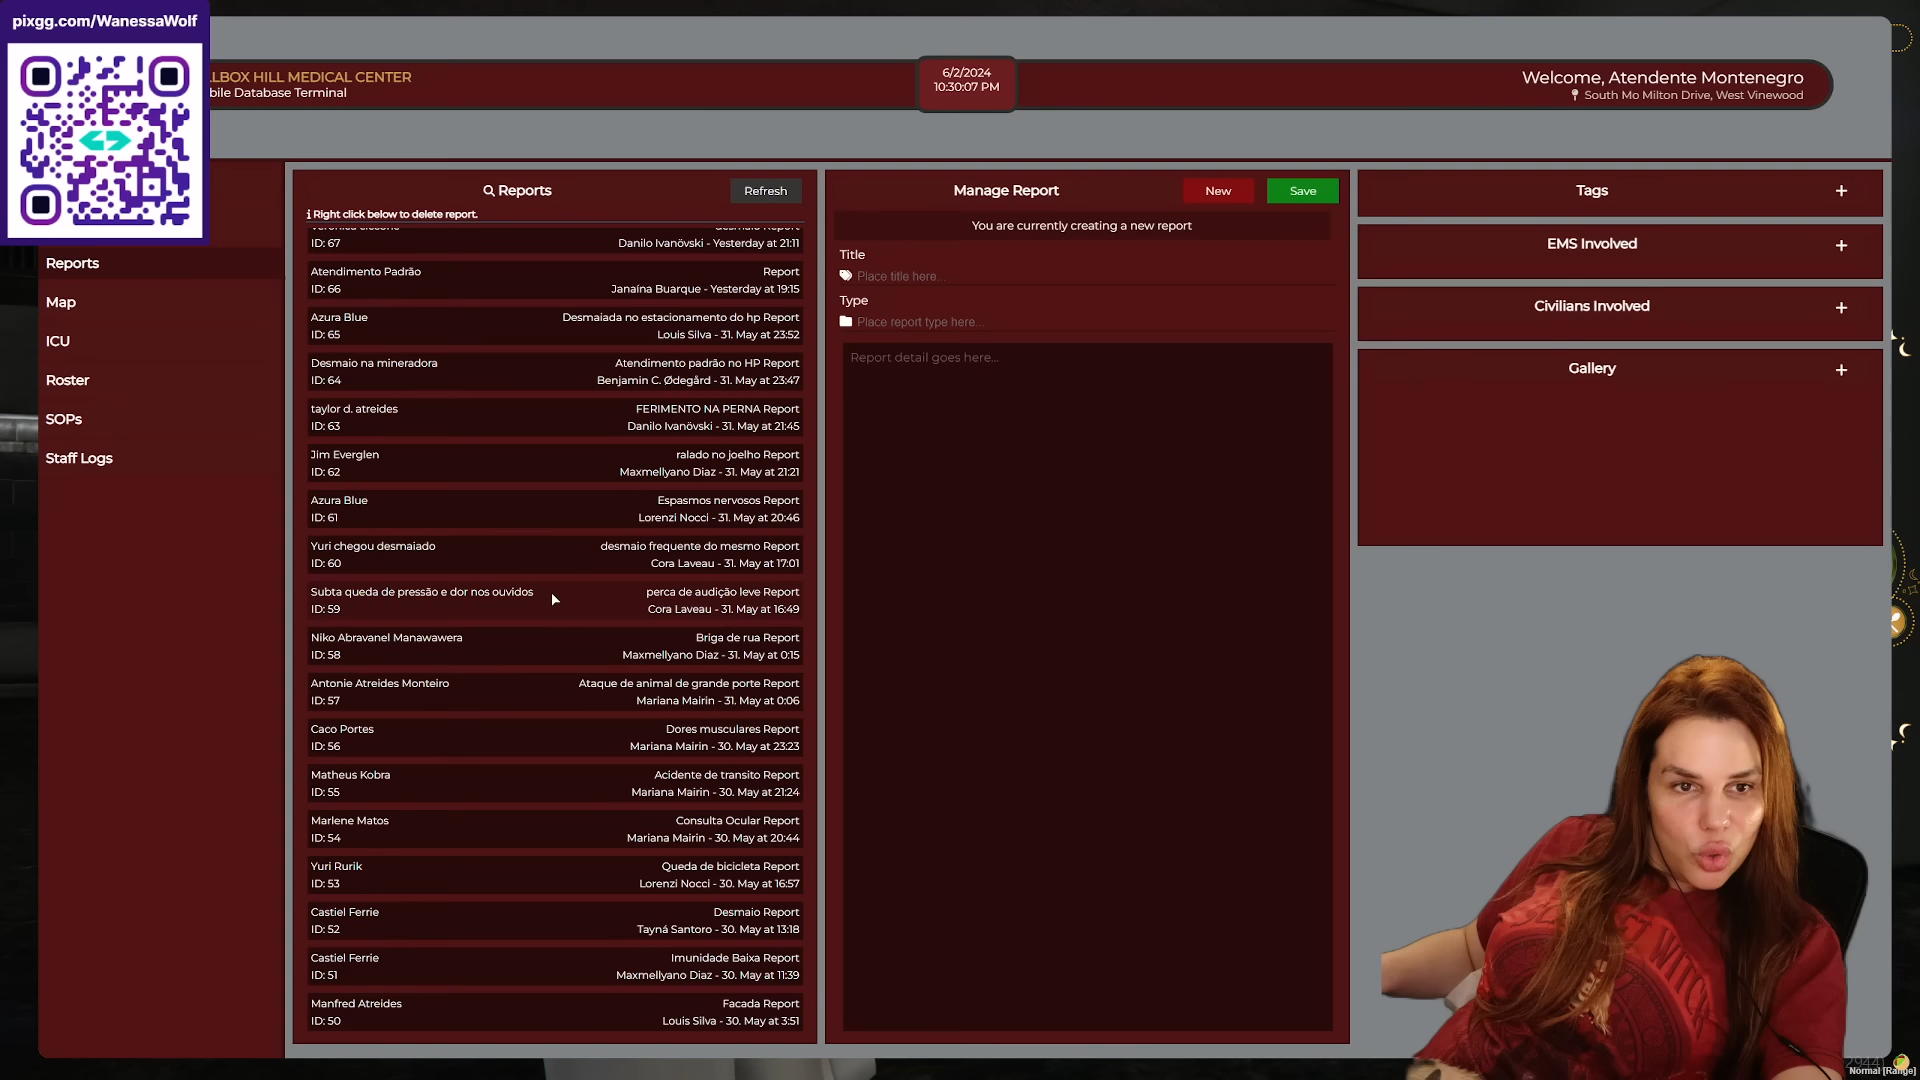 pixgg.com/WanessaWolf
LBOX HILL MEDICAL CENTER
bile Database Terminal
6/2/2024
10:30:07 PM
Welcome, Atendente Montenegro
South Mo Milton Drive, West Vinewood
Reports
Map
ICU
Roster
SOPs
Staff Logs
Reports
Refresh
Right click below to delete report.
ID: 67
Danilo Ivanövski - Yesterday at 21:11
Atendimento Padrão Report
ID: 66 Janaína Buarque - Yesterday at 19:15
Azura Blue Desmaiada no estacionamento do hp Report
ID: 65 Louis Silva - 31. May at 23:52
Desmaio na mineradora Atendimento padrão no HP Report
ID: 64 Benjamin C. Ødegård - 31. May at 23:47
taylor d. atreides FERIMENTO NA PERNA Report
ID: 63 Danilo Ivanövski - 31. May at 21:45
Jim Everglen ralado no joelho Report
ID: 62 Maxmellyano Diaz - 31. May at 21:21
Azura Blue Espasmos nervosos Report
ID: 61 Lorenzi Nocci - 31. May at 20:46
Yuri chegou desmaiado desmaio frequente do mesmo Report
ID: 60 Cora Laveau - 31. May at 17:01
Subta queda de pressão e dor nos ouvidos perca de audição leve Report
ID: 59 Cora Laveau - 31. May at 16:49
Niko Abravanel Manawawera Briga de rua Report
ID: 58 Maxmellyano Diaz - 31. May at 0:15
Antonie Atreides Monteiro Ataque de animal de grande porte Report
ID: 57 Mariana Mairin - 31. May at 0:06
Caco Portes Dores musculares Report
ID: 56 Mariana Mairin - 30. May at 23:23
Matheus Kobra Acidente de transito Report
ID: 55 Mariana Mairin - 30. May at 21:24
Marlene Matos Consulta Ocular Report
ID: 54 Mariana Mairin - 30. May at 20:44
Yuri Rurik Queda de bicicleta Report
ID: 53 Lorenzi Nocci - 30. May at 16:57
Castiel Ferrie Desmaio Report
ID: 52 Tayná Santoro - 30. May at 13:18
Castiel Ferrie Imunidade Baixa Report
ID: 51 Maxmellyano Diaz - 30. May at 11:39
Manfred Atreides Facada Report
ID: 50 Louis Silva - 30. May at 3:51
Manage Report
New
Save
You are currently creating a new report
Title
Place title here...
Type
Place report type here...
Report detail goes here...
Tags +
EMS Involved +
Civilians Involved +
Gallery +
Normal [Range]